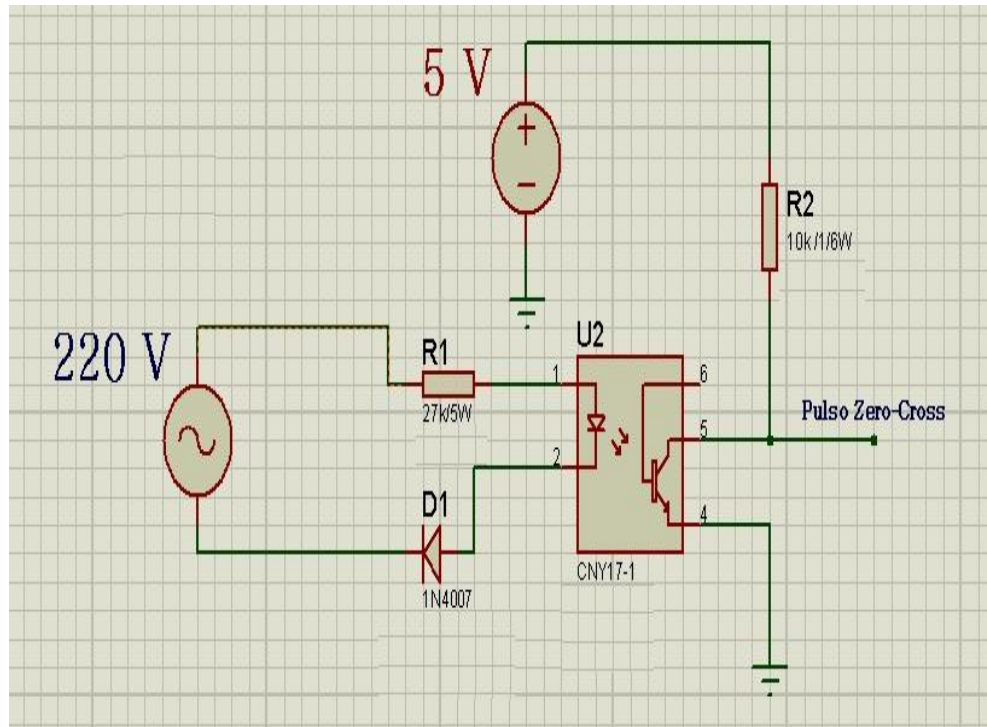 5 V
R2
10k/1/6W
220 V
R1
27k/5W
U2
1
6
Pulso Zero-Cross
5
2
4
D1
1N4007
CNY17-1